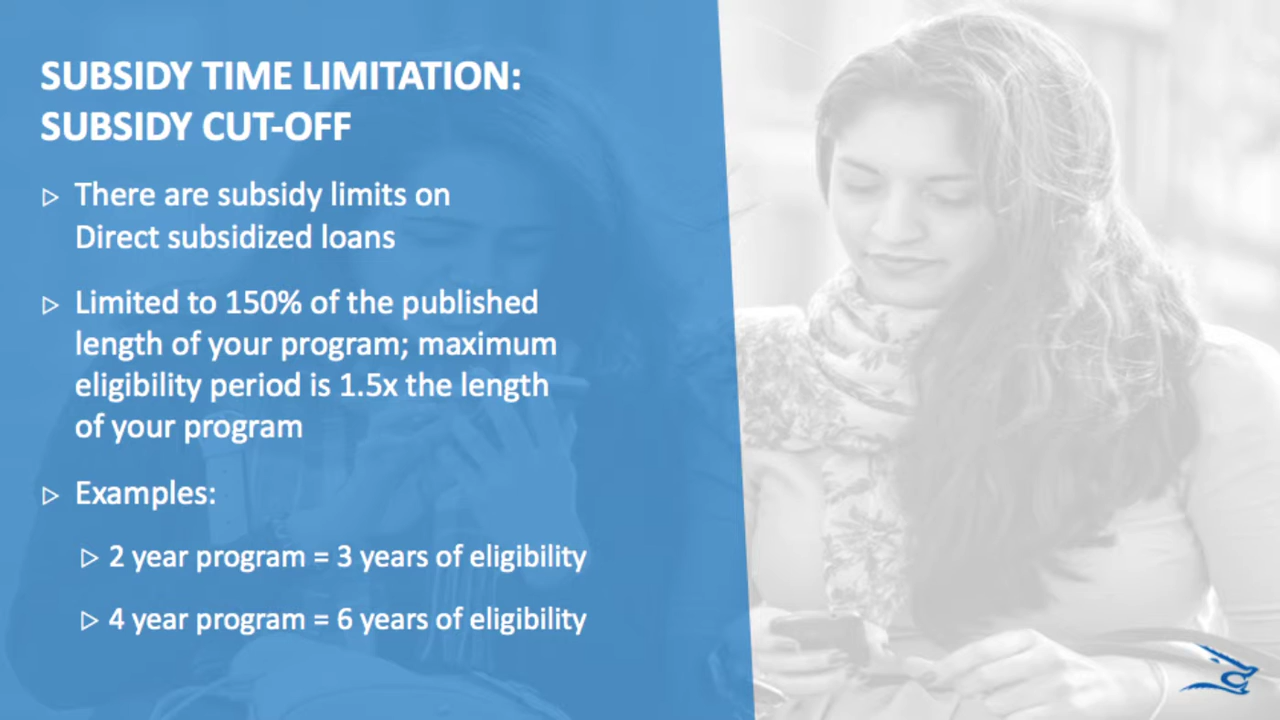 SUBSIDY TIME LIMITATION:
SUBSIDY CUT-OFF
▷ There are subsidy limits on
Direct subsidized loans
▷ Limited to 150% of the published
length of your program; maximum
eligibility period is 1.5x the length
of your program
▷ Examples:
▷ 2 year program = 3 years of eligibility
▷ 4 year program = 6 years of eligibility